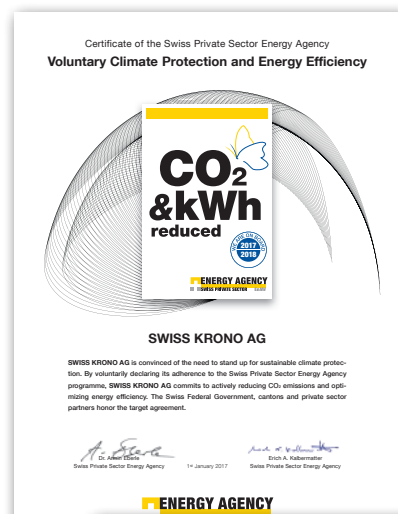 Certificate of the Swiss Private Sector Energy Agency
Voluntary Climate Protection and Energy Efficiency
CO2
&kWh
reduced
WE ARE ON BOARD
2017
2018
ENERGY AGENCY
SWISS PRIVATE SECTOR
SWISS KRONO AG
SWISS KRONO AG is convinced of the need to stand up for sustainable climate protec-
tion. By voluntarily declaring its adherence to the Swiss Private Sector Energy Agency
programme, SWISS KRONO AG commits to actively reducing CO₂ emissions and opti-
mizing energy efficiency. The Swiss Federal Government, cantons and private sector
partners honor the target agreement.
Dr. Armin Eberle
Swiss Private Sector Energy Agency
1st January 2017
Erich A. Kalbermatter
Swiss Private Sector Energy Agency
ENERGY AGENCY